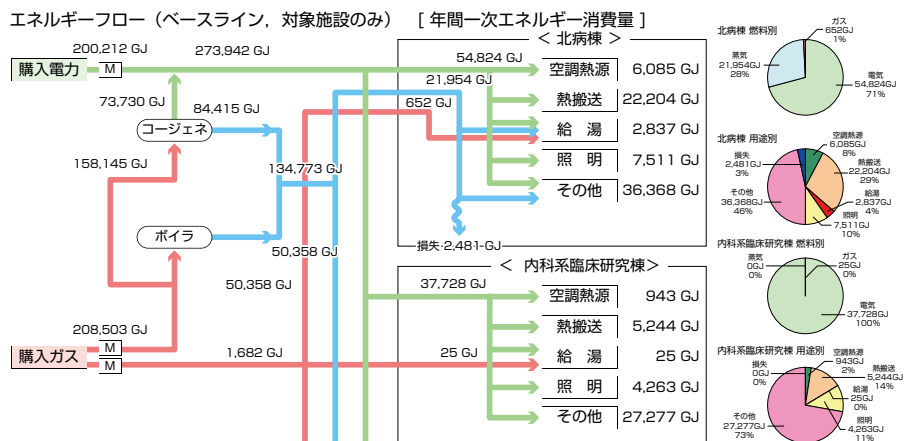 エネルギーフロー（ベースライン，対象施設のみ） [ 年間一次エネルギー消費量 ]
200,212 GJ
273,942 GJ
購入電力
M
73,730 GJ
84,415 GJ
コージェネ
158,145 GJ
134,773 GJ
ボイラ
50,358 GJ
50,358 GJ
208,503 GJ
購入ガス
M
M
1,682 GJ
25 GJ
＜ 北病棟 ＞
54,824 GJ
21,954 GJ
652 GJ
空調熱源 6,085 GJ
熱搬送 22,204 GJ
給 湯 2,837 GJ
照 明 7,511 GJ
その他 36,368 GJ
損失 2,481 GJ
＜ 内科系臨床研究棟＞
37,728 GJ
空調熱源 943 GJ
熱搬送 5,244 GJ
給 湯 25 GJ
照 明 4,263 GJ
その他 27,277 GJ
北病棟 燃料別
ガス
652GJ
1%
蒸気
21,954GJ
28%
電気
54,824GJ
71%
北病棟 用途別
空調熱源
6,085GJ
8%
損失
2,481GJ
3%
熱搬送
22,204GJ
29%
その他
36,368GJ
46%
給湯
2,837GJ
4%
照明
7,511GJ
10%
内科系臨床研究棟 燃料別
蒸気
0GJ
0%
ガス
25GJ
0%
電気
37,728GJ
100%
内科系臨床研究棟 用途別
空調熱源
943GJ
2%
損失
0GJ
0%
熱搬送
5,244GJ
14%
給湯
25GJ
0%
その他
27,277GJ
73%
照明
4,263GJ
11%